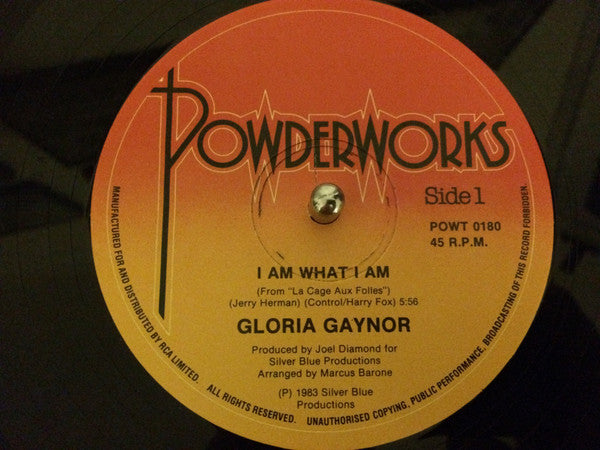 POWDERWORKS
Side 1
POWT 0180
45 R.P.M.
I AM WHAT I AM
(From "La Cage Aux Folles")
(Jerry Herman) (Control/Harry Fox) 5:56
GLORIA GAYNOR
Produced by Joel Diamond for
Silver Blue Productions
Arranged by Marcus Barone
(P) 1983 Silver Blue
Productions
MANUFACTURED FOR AND DISTRIBUTED BY RCA LIMITED. ALL RIGHTS RESERVED. UNAUTHORISED COPYING, PUBLIC PERFORMANCE, BROADCASTING OF THIS RECORD FORBIDDEN.